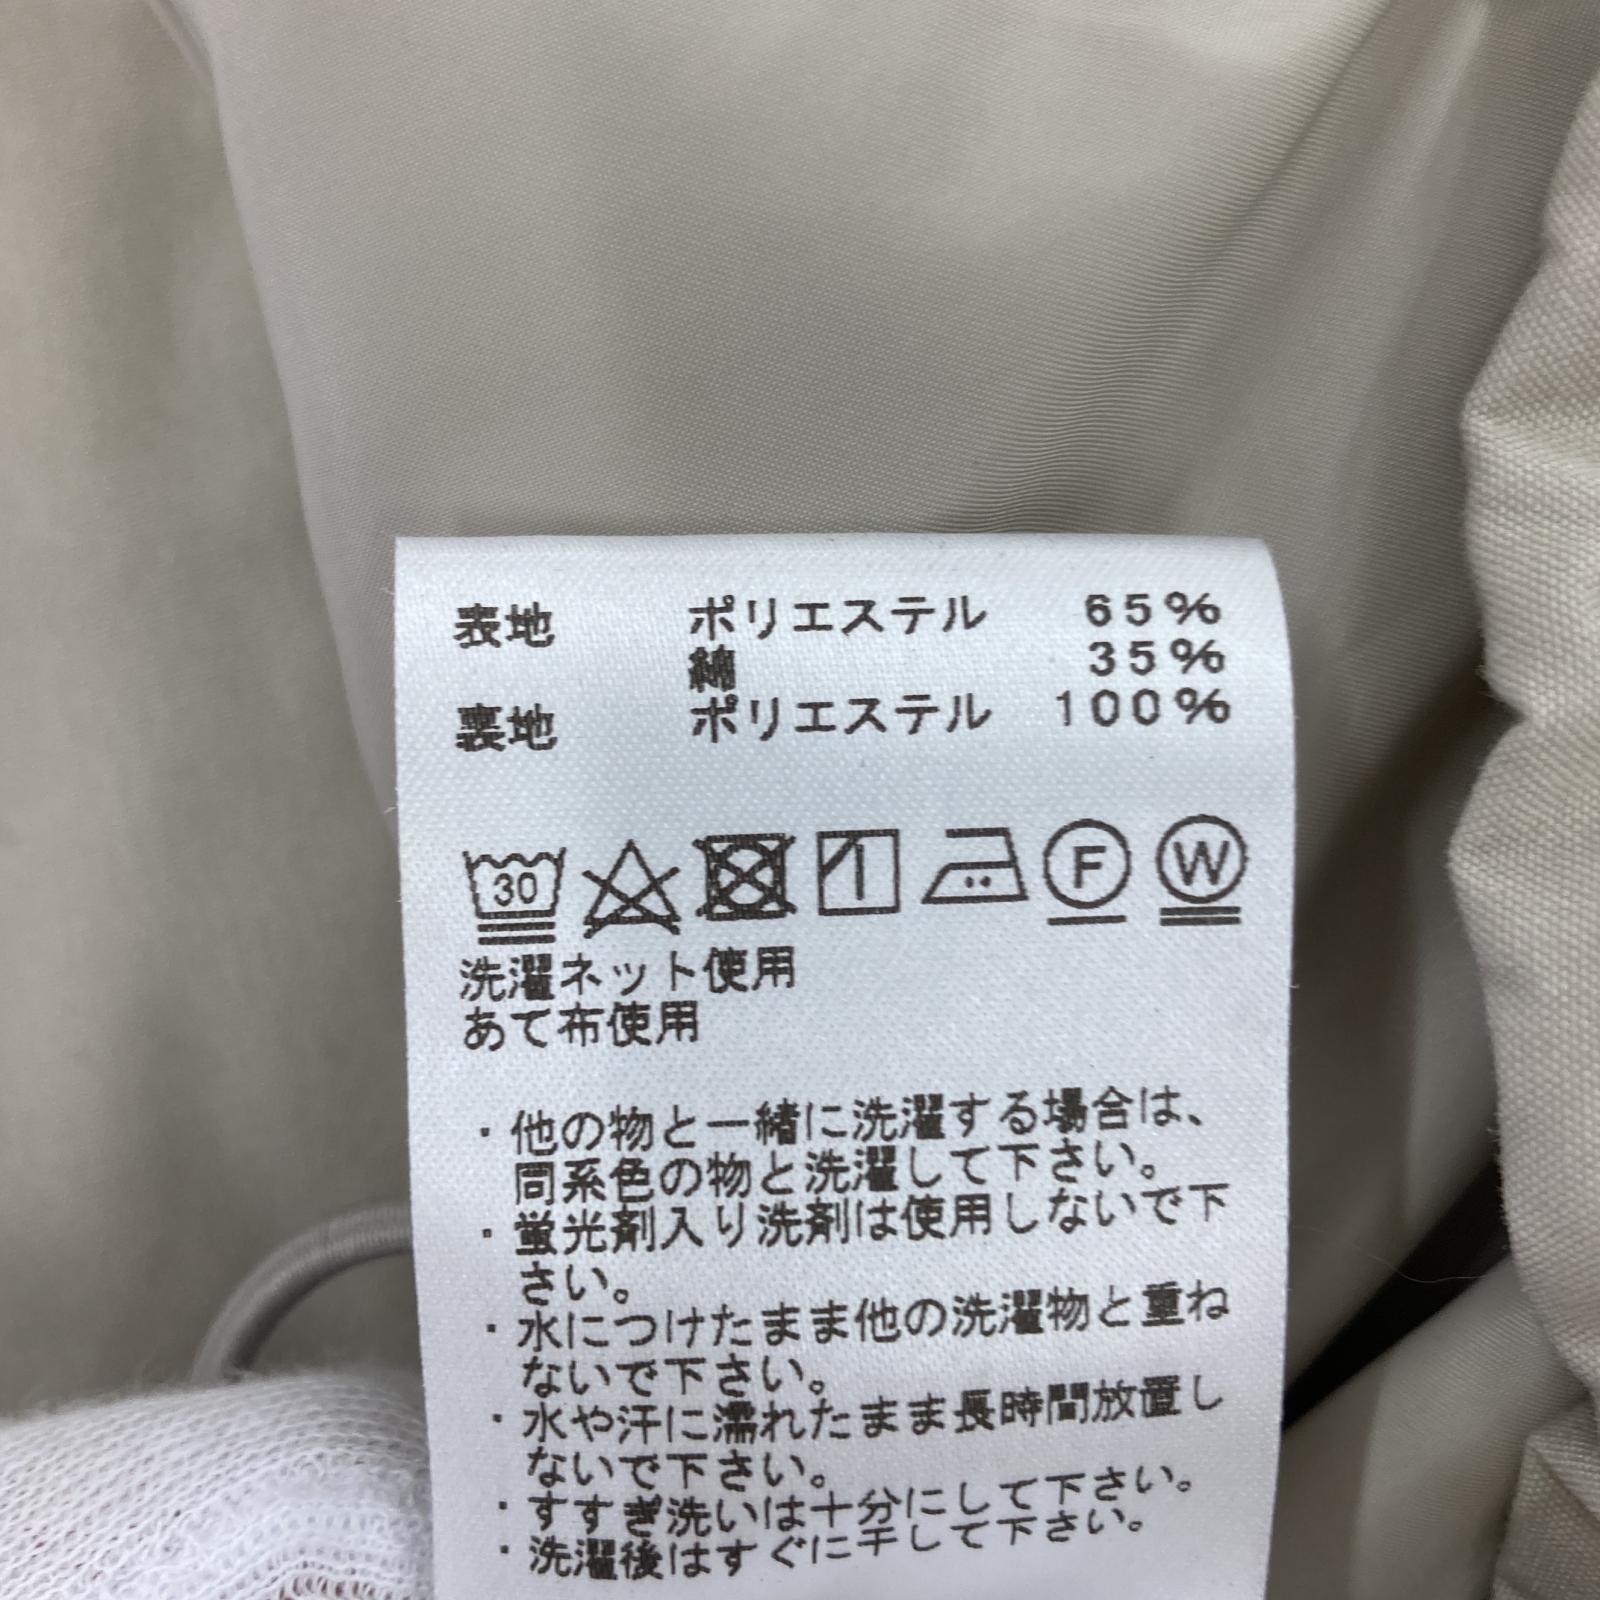 表地 ポリエステル 65%
綿 35%
裏地 ポリエステル 100%
30 F W
洗濯ネット使用
あて布使用
・他の物と一緒に洗濯する場合は、
同系色の物と洗濯して下さい。
・蛍光剤入り洗剤は使用しないで下
さい。
・水につけたまま他の洗濯物と重ね
ないで下さい。
・水や汗に濡れたまま長時間放置し
ないで下さい。
・すすぎ洗いは十分にして下さい。
・洗濯後はすぐに干して下さい。